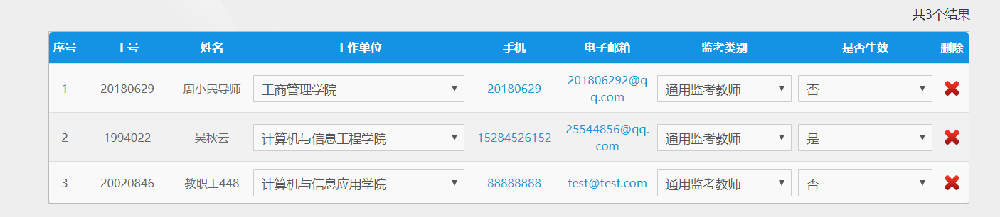 共3个结果
序号 工号 姓名 工作单位 手机 电子邮箱 监考类别 是否生效 删除
1 20180629 周小民导师 工商管理学院 20180629 201806292@q
q.com 通用监考教师 否
2 1994022 吴秋云 计算机与信息工程学院 15284526152 25544856@qq.
com 通用监考教师 是
3 20020846 教职工448 计算机与信息应用学院 88888888 test@test.com 通用监考教师 否